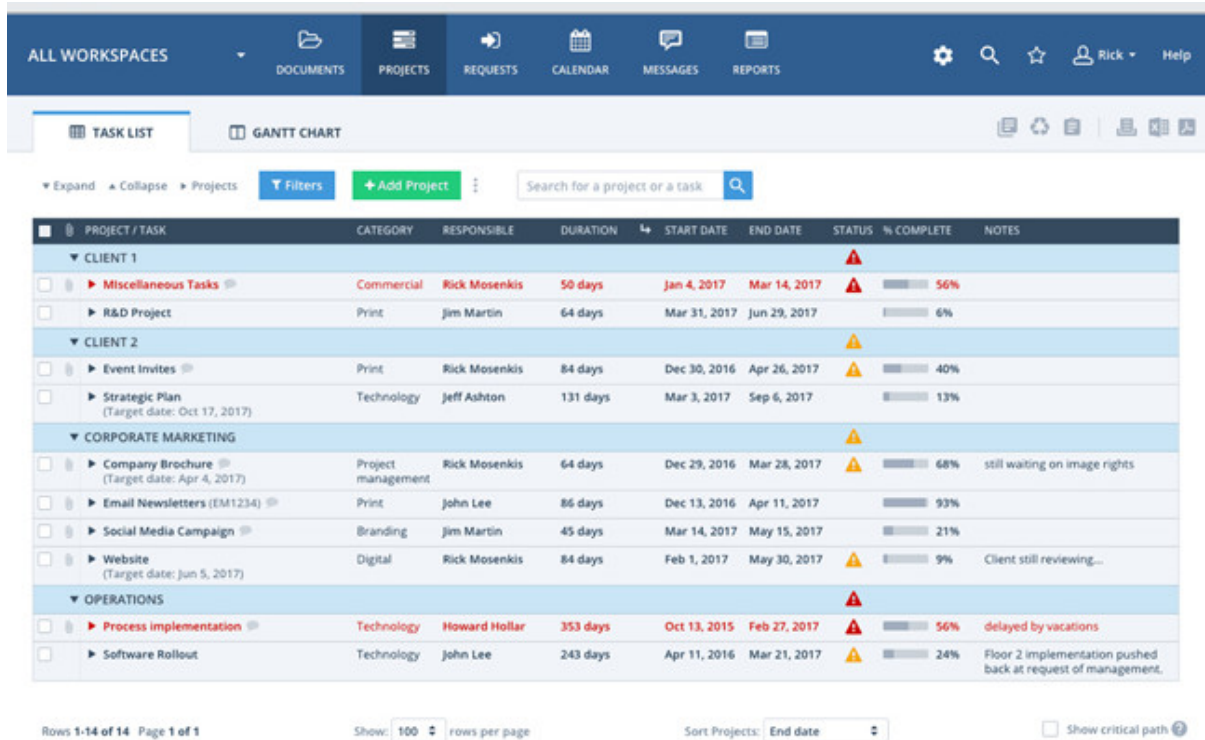 ALL WORKSPACES
DOCUMENTS
PROJECTS
REQUESTS
CALENDAR
MESSAGES
REPORTS
Rick
Help
TASK LIST
GANTT CHART
Expand Collapse Projects
Filters
+ Add Project
Search for a project or a task
PROJECT / TASK CATEGORY RESPONSIBLE DURATION START DATE END DATE STATUS % COMPLETE NOTES
CLIENT 1
Miscellaneous Tasks Commercial Rick Mosenkis 50 days Jan 4, 2017 Mar 14, 2017 56%
R&D Project Print Jim Martin 64 days Mar 31, 2017 Jun 29, 2017 6%
CLIENT 2
Event Invites Print Rick Mosenkis 84 days Dec 30, 2016 Apr 26, 2017 40%
Strategic Plan Technology Jeff Ashton 131 days Mar 3, 2017 Sep 6, 2017 13%
(Target date: Oct 17, 2017)
CORPORATE MARKETING
Company Brochure Project Rick Mosenkis 64 days Dec 29, 2016 Mar 28, 2017 68% still waiting on image rights
(Target date: Apr 4, 2017) management
Email Newsletters (EM1234) Print John Lee 86 days Dec 13, 2016 Apr 11, 2017 93%
Social Media Campaign Branding Jim Martin 45 days Mar 14, 2017 May 15, 2017 21%
Website Digital Rick Mosenkis 84 days Feb 1, 2017 May 30, 2017 9% Client still reviewing...
(Target date: Jun 5, 2017)
OPERATIONS
Process implementation Technology Howard Hollar 353 days Oct 13, 2015 Feb 27, 2017 56% delayed by vacations
Software Rollout Technology John Lee 243 days Apr 11, 2016 Mar 21, 2017 24% Floor 2 implementation pushed
back at request of management.
Rows 1-14 of 14 Page 1 of 1 Show: 100 rows per page Sort Projects: End date Show critical path ?